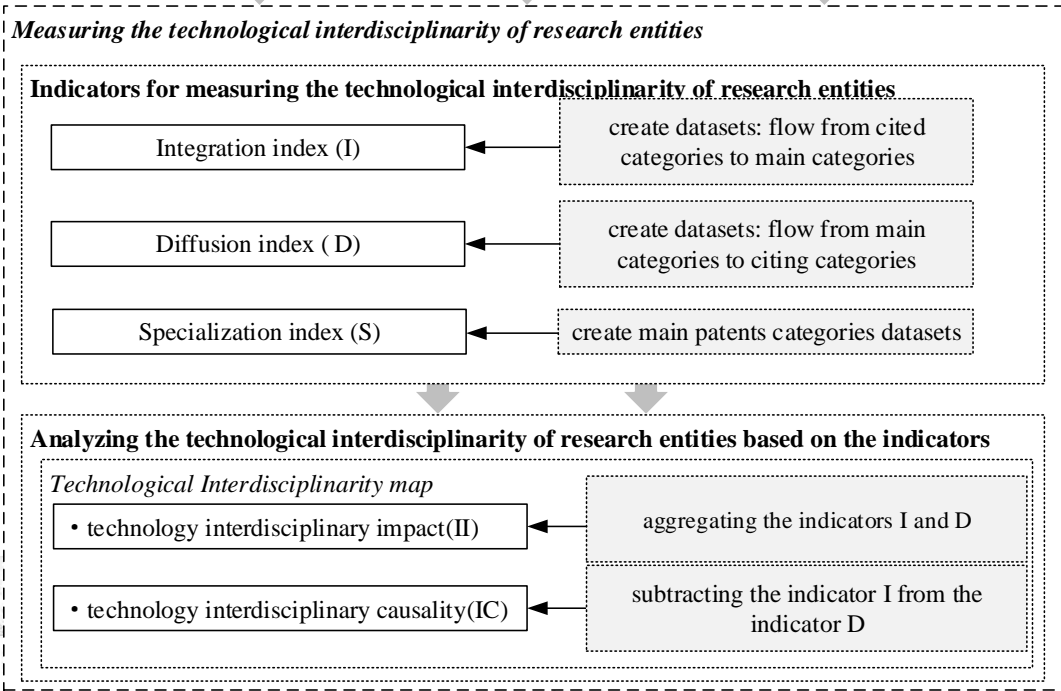 Measuring the technological interdisciplinarity of research entities
Indicators for measuring the technological interdisciplinarity of research entities
Integration index (I)
create datasets: flow from cited
categories to main categories
Diffusion index ( D)
create datasets: flow from main
categories to citing categories
Specialization index (S)
create main patents categories datasets
Analyzing the technological interdisciplinarity of research entities based on the indicators
Technological Interdisciplinarity map
• technology interdisciplinary impact(II)
aggregating the indicators I and D
• technology interdisciplinary causality(IC)
subtracting the indicator I from the
indicator D